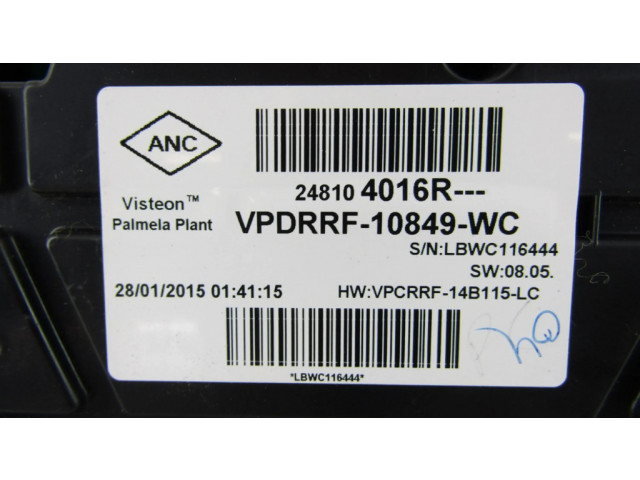 ANC
24810 4016R---
Visteon™
Palmela Plant
VPDRRF-10849-WC
S/N:LBWC116444
SW:08.05.
28/01/2015 01:41:15
HW:VPCRRF-14B115-LC
*LBWC116444*